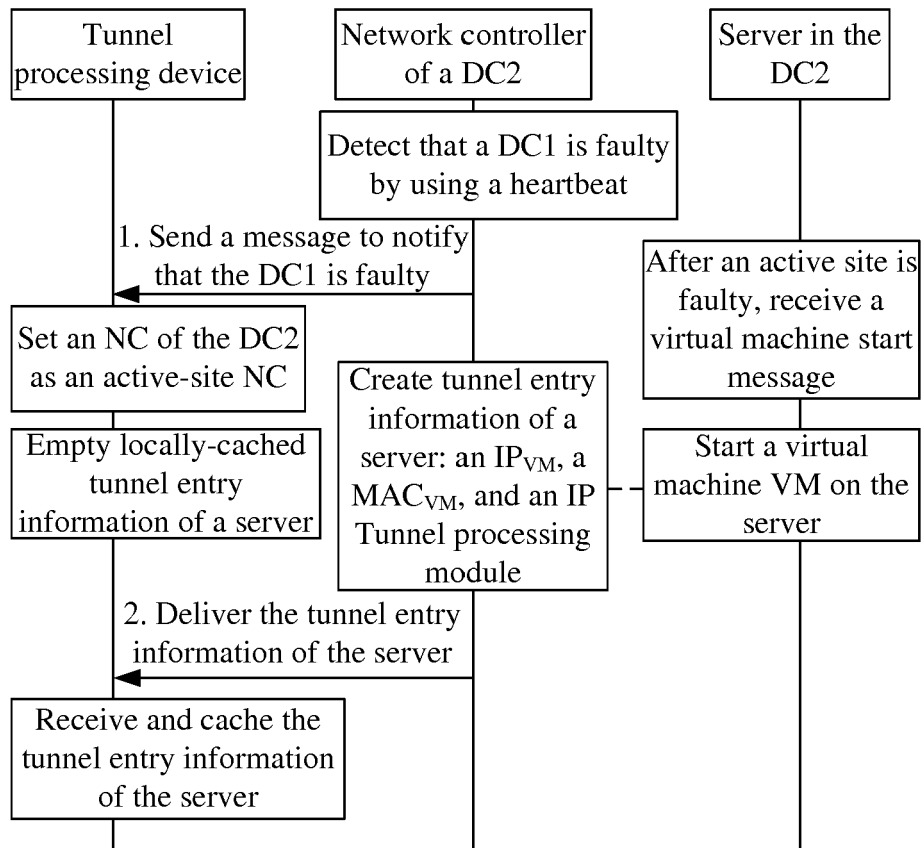 Tunnel
processing device
Network controller
of a DC2
Server in the
DC2
Detect that a DC1 is faulty
by using a heartbeat
1. Send a message to notify
that the DC1 is faulty
After an active site is
faulty, receive a
virtual machine start
message
Set an NC of the DC2
as an active-site NC
Create tunnel entry
information of a
server: an IPVM, a
MACVM, and an IP
Tunnel processing
module
Empty locally-cached
tunnel entry
information of a server
Start a virtual
machine VM on the
server
2. Deliver the tunnel entry
information of the server
Receive and cache the
tunnel entry information
of the server